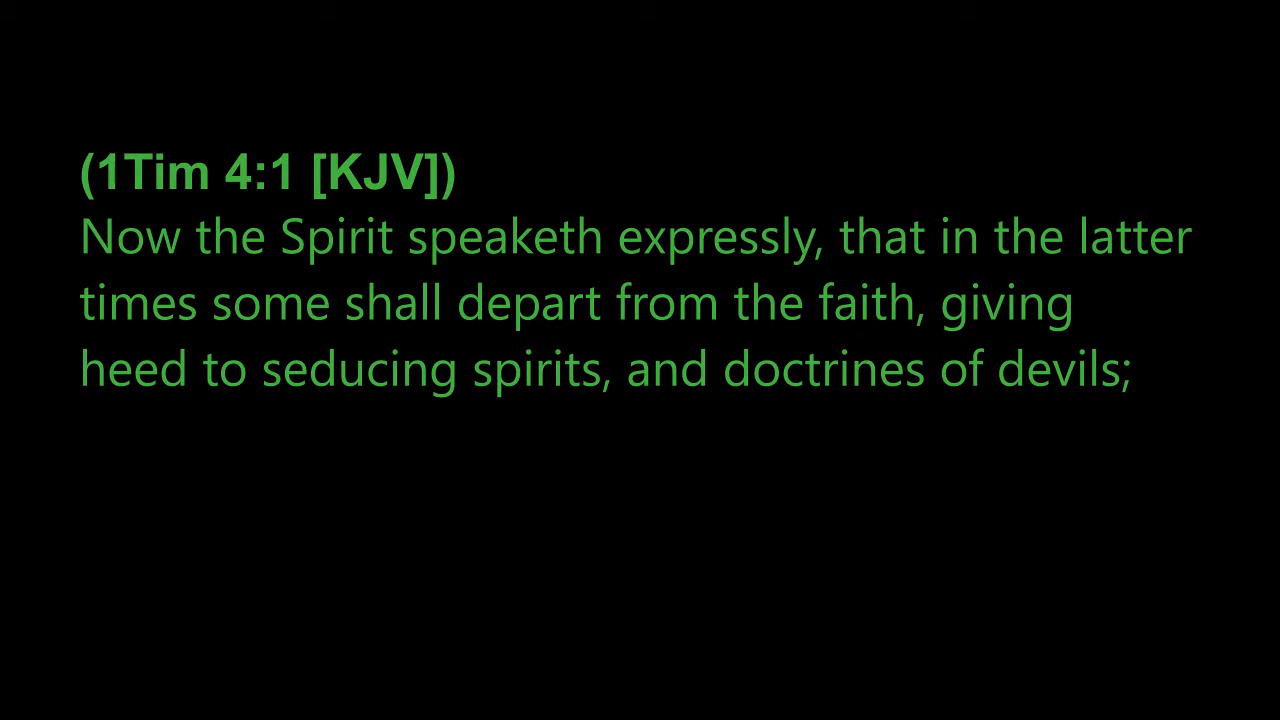 (1Tim 4:1 [KJV])
Now the Spirit speaketh expressly, that in the latter
times some shall depart from the faith, giving
heed to seducing spirits, and doctrines of devils;